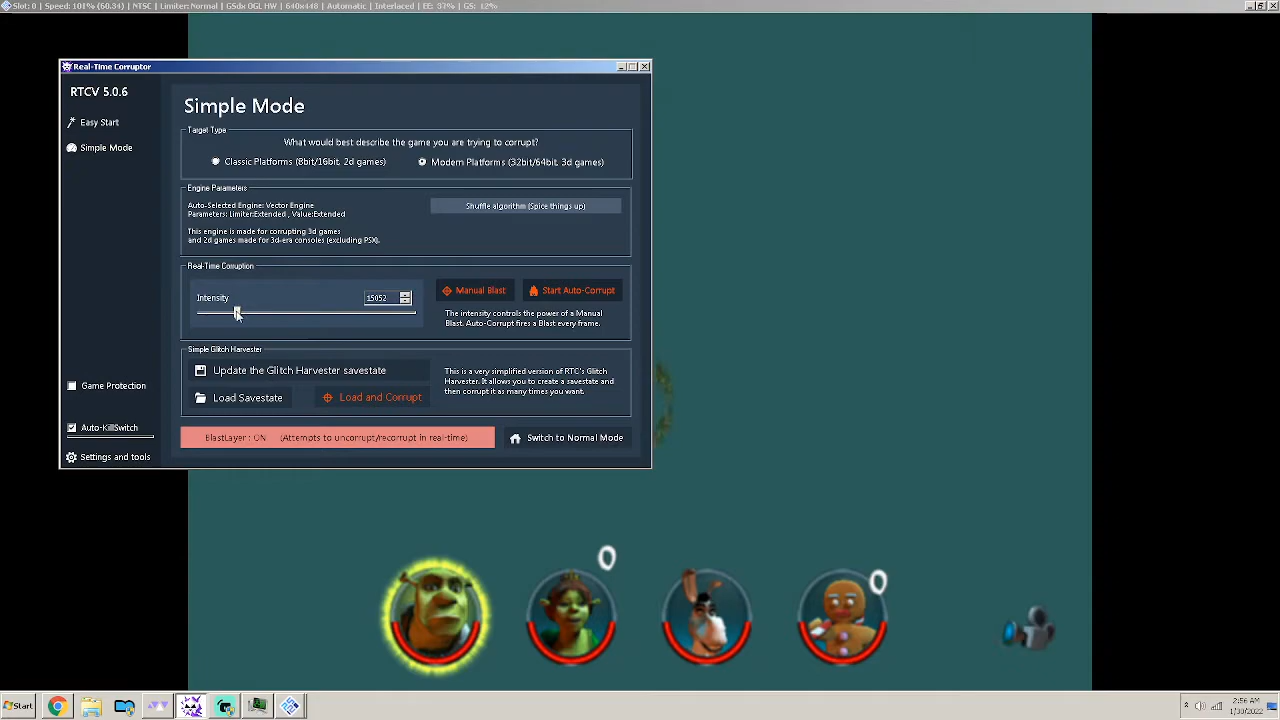 Slot: 0 | Speed: 101% (60.34) | NTSC | Limiter: Normal | GSdx OGL HW | 640x448 | Automatic | Interlaced | EE: 37% | GS: 12%
Real-Time Corruptor
RTCV 5.0.6
Easy Start
Simple Mode
Game Protection
Auto-KillSwitch
Settings and tools
Simple Mode
Target Type
What would best describe the game you are trying to corrupt?
Classic Platforms (8bit/16bit, 2d games)
Modern Platforms (32bit/64bit, 3d games)
Engine Parameters
Auto-Selected Engine: Vector Engine
Parameters: Limiter:Extended , Value:Extended
Shuffle algorithm (Spice things up)
This engine is made for corrupting 3d games
and 2d games made for 3d-era consoles (excluding PSX).
Real-Time Corruption
Intensity
15052
Manual Blast
Start Auto-Corrupt
The intensity controls the power of a Manual
Blast. Auto-Corrupt fires a Blast every frame.
Simple Glitch Harvester
Update the Glitch Harvester savestate
Load Savestate
Load and Corrupt
This is a very simplified version of RTC's Glitch
Harvester. It allows you to create a savestate and
then corrupt it as many times you want.
BlastLayer : ON (Attempts to uncorrupt/recorrupt in real-time)
Switch to Normal Mode
0
0
Start
2:56 AM
1/30/2022